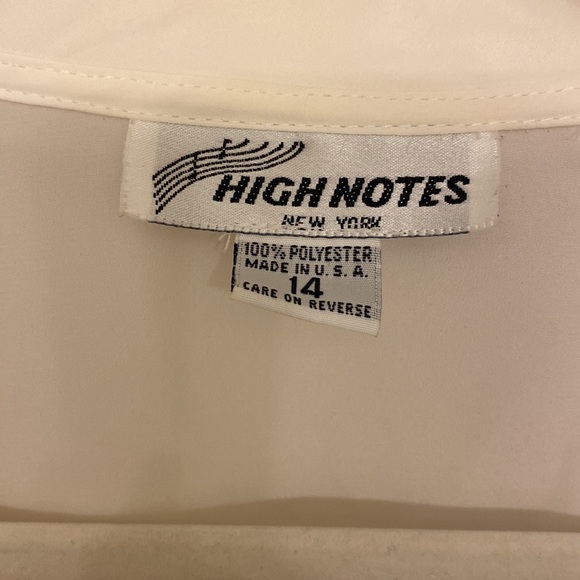 HIGH NOTES
NEW YORK
100% POLYESTER
MADE IN U.S.A.
14
CARE ON REVERSE